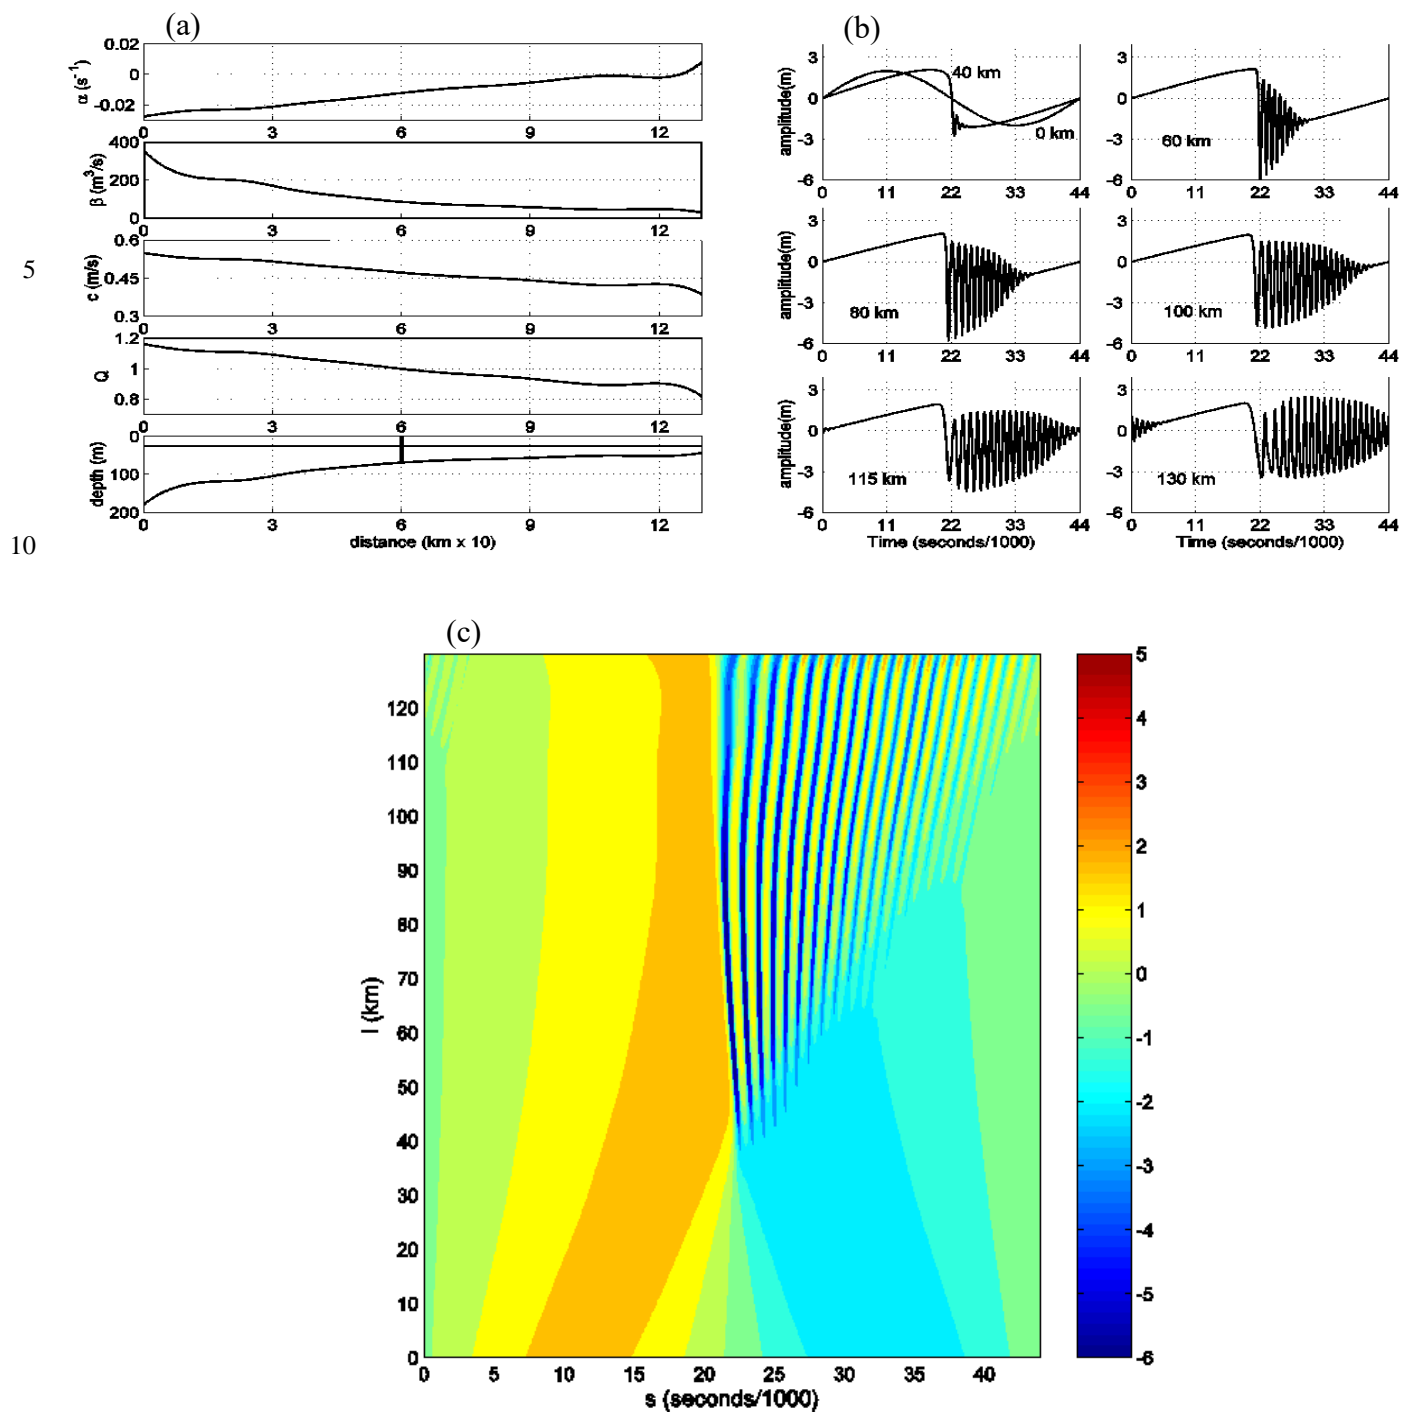 (a)
0.02
0
-0.02
α (s⁻¹)
0 3 6 9 12
400
200
0
β (m³/s)
0 3 6 9 12
0.6
0.45
0.3
c (m/s)
0 3 6 9 12
1.2
1
0.8
Q
0 3 6 9 12
0
100
200
depth (m)
0 3 6 9 12
distance (km x 10)
5
10
(b)
3
0
-3
-6
amplitude(m)
40 km
0 km
0 11 22 33 44
3
0
-3
-6
60 km
0 11 22 33 44
3
0
-3
-6
amplitude(m)
80 km
0 11 22 33 44
3
0
-3
-6
100 km
0 11 22 33 44
3
0
-3
-6
amplitude(m)
115 km
0 11 22 33 44
Time (seconds/1000)
3
0
-3
-6
130 km
0 11 22 33 44
Time (seconds/1000)
(c)
120
110
100
90
80
70
60
50
40
30
20
10
0
l (km)
0 5 10 15 20 25 30 35 40
s (seconds/1000)
5
4
3
2
1
0
-1
-2
-3
-4
-5
-6